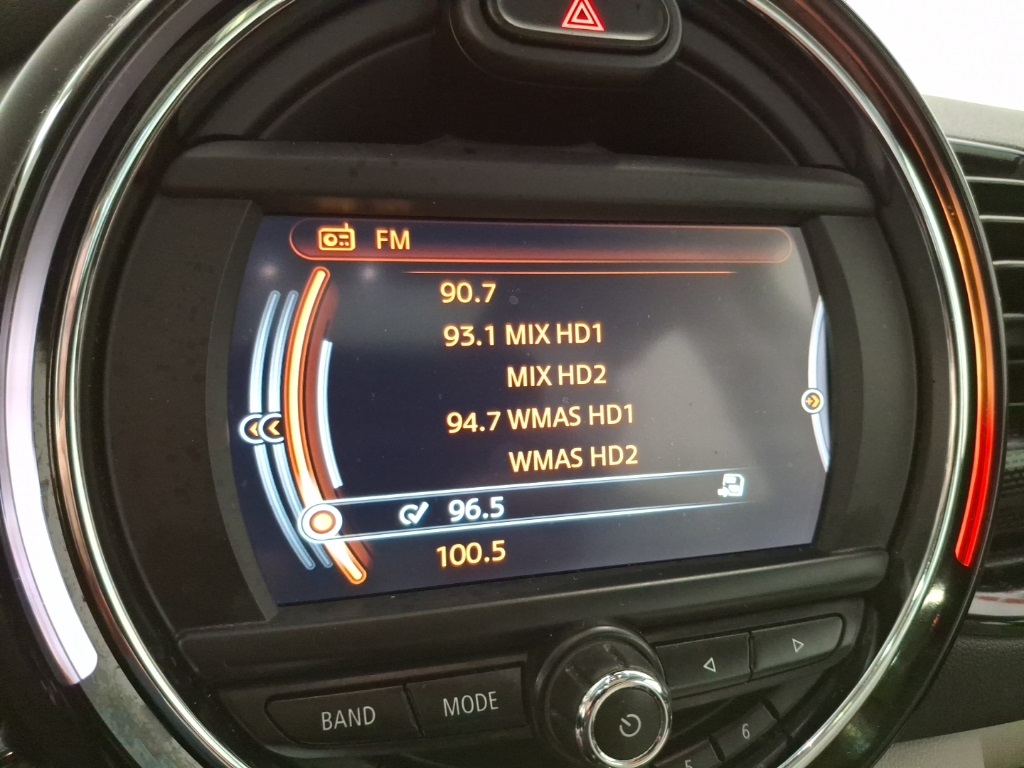 FM
90.7
93.1 MIX HD1
MIX HD2
94.7 WMAS HD1
WMAS HD2
96.5
100.5
BAND
MODE
6
5